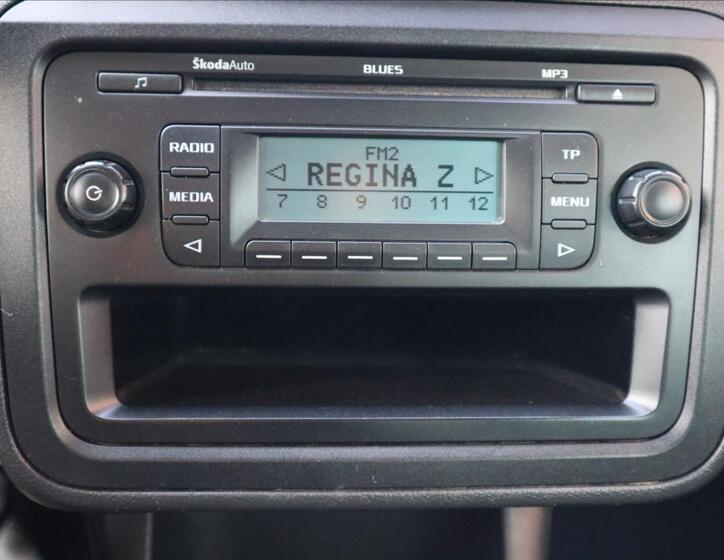 ŠkodaAuto BLUES MP3
RADIO FM2 TP
REGINA Z
MEDIA MENU
7 8 9 10 11 12